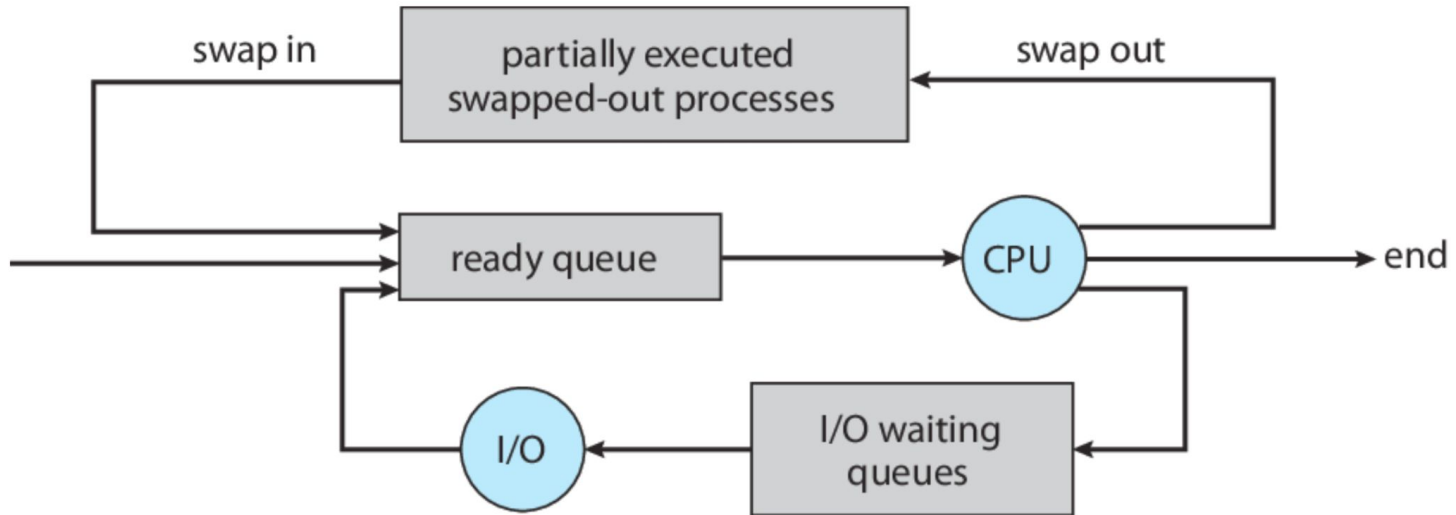 swap in
partially executed
swapped-out processes
swap out
ready queue
CPU
end
I/O
I/O waiting
queues